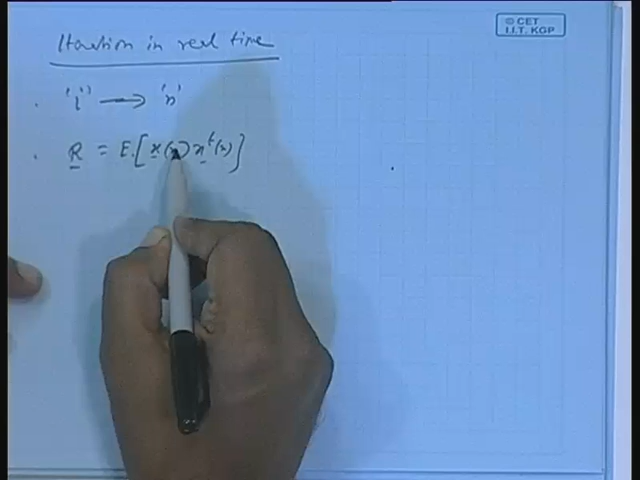 Iteration in real time
© CET
I.I.T. KGP
. 'i' → 'n'
. R = E[x(n) x^t(n)]